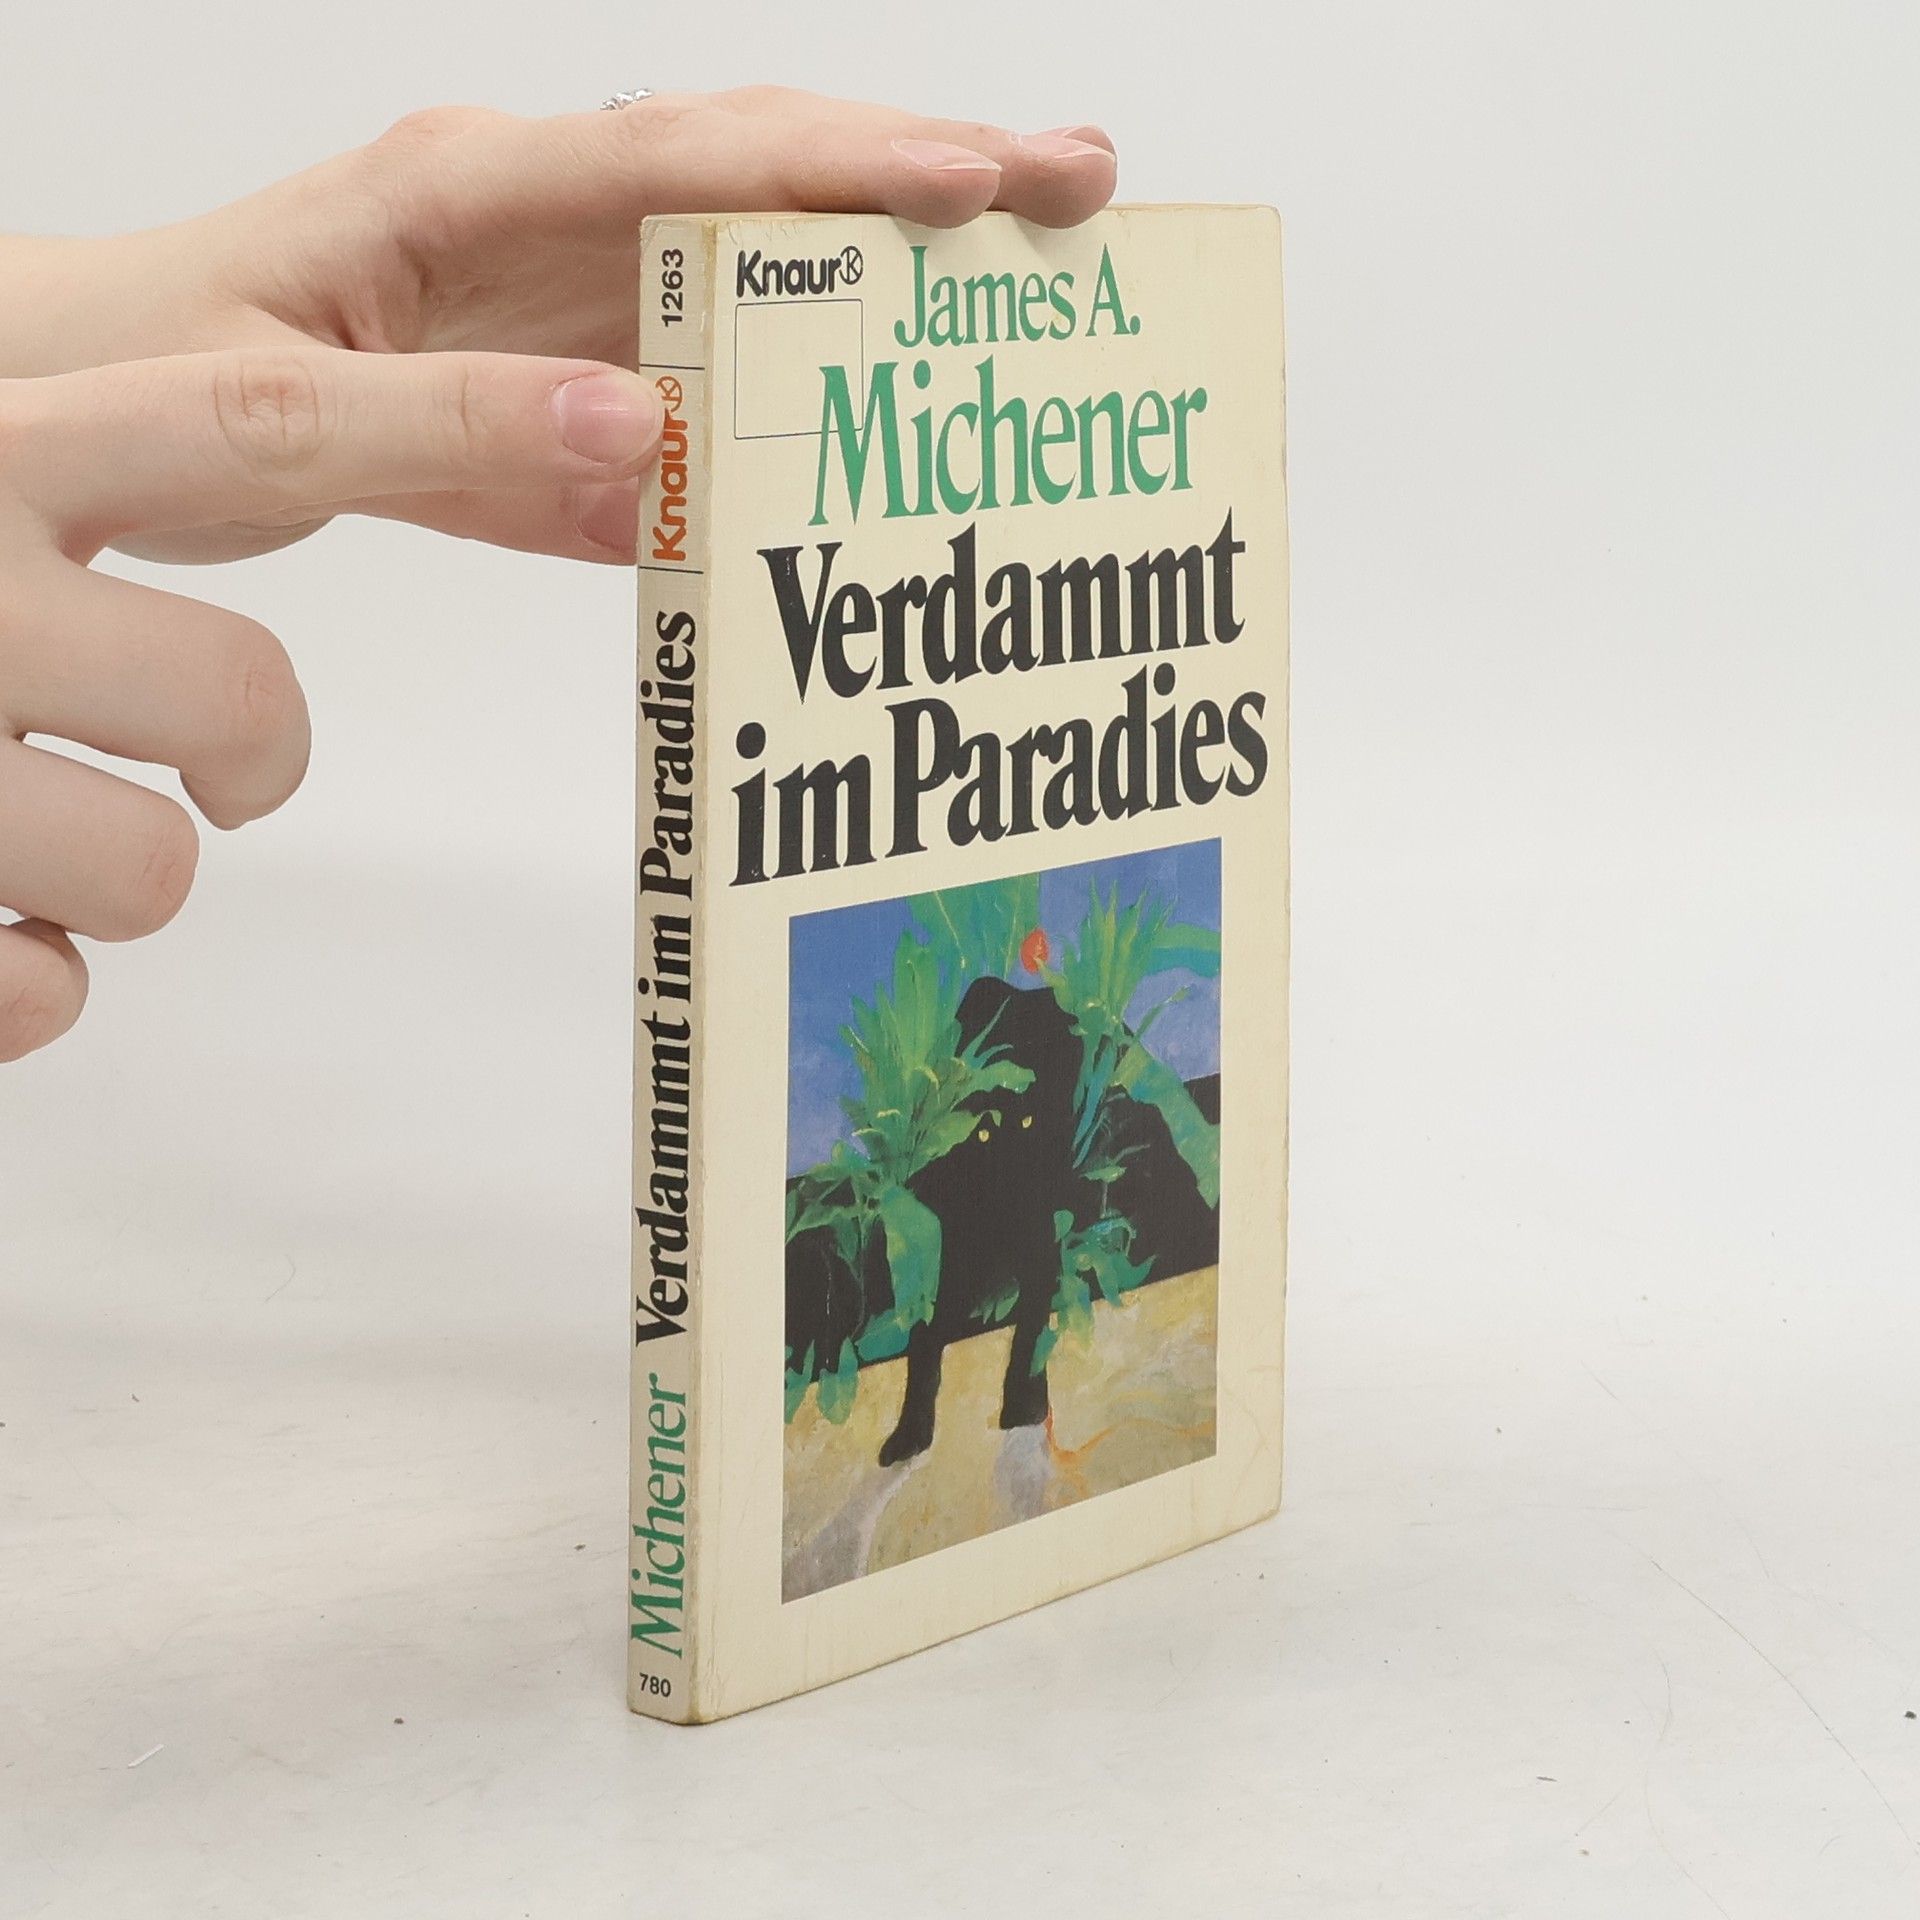 1263
Knaur
Verdammt im Paradies
Michener
780
Knaur
James A.
Michener
Verdammt
im Paradies